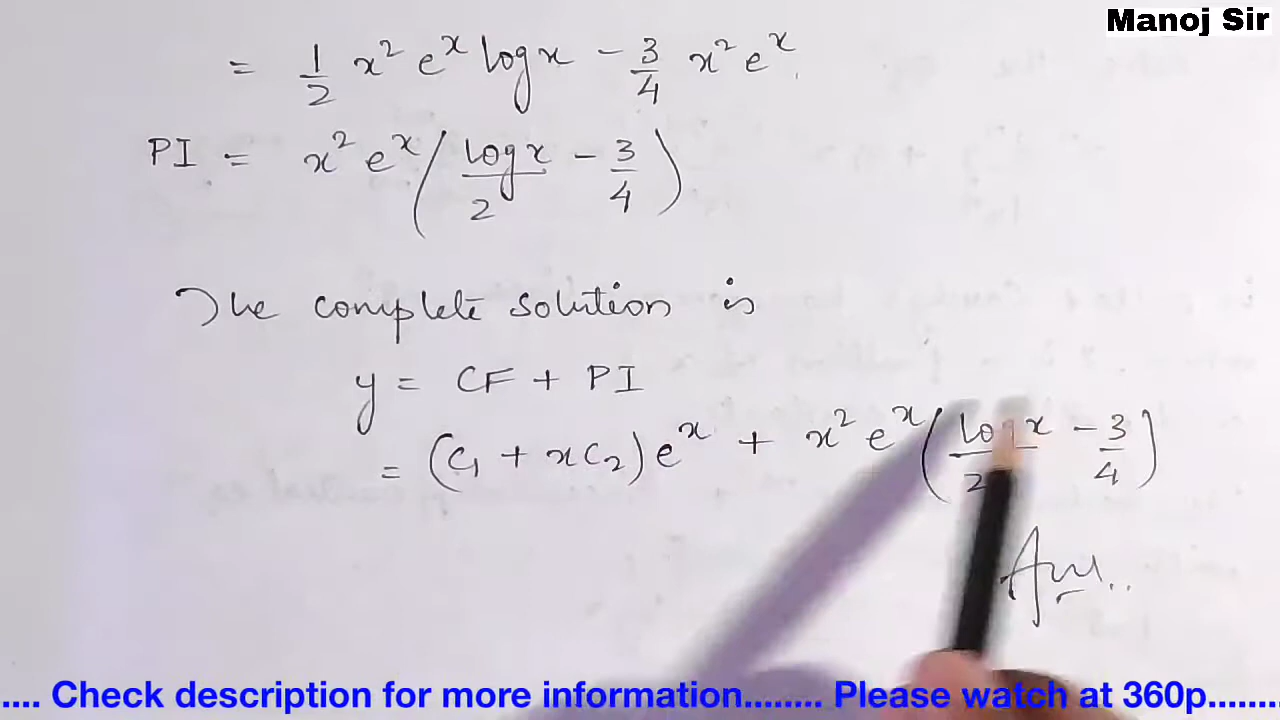 Manoj Sir
= 1/2 x² eˣ log x - 3/4 x² eˣ
PI = x² eˣ ( log x / 2 - 3/4 )
The complete solution is
y = CF + PI
= (C₁ + xC₂) eˣ + x² eˣ ( log x / 2 - 3/4 )
Ans..
.... Check description for more information........ Please watch at 360p.......